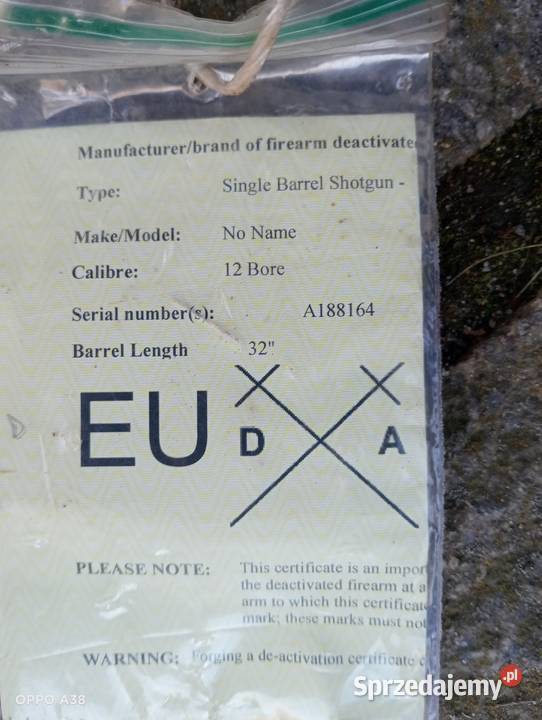 Manufacturer/brand of firearm deactivate
Type: Single Barrel Shotgun -
Make/Model: No Name
Calibre: 12 Bore
Serial number(s): A188164
Barrel Length 32"
EU D A
PLEASE NOTE: This certificate is an impor
the deactivated firearm at a
arm to which this certificate
mark; these marks must not
WARNING: Forging a de-activation certificate c
OPPO A38
Sprzedajemy.pl